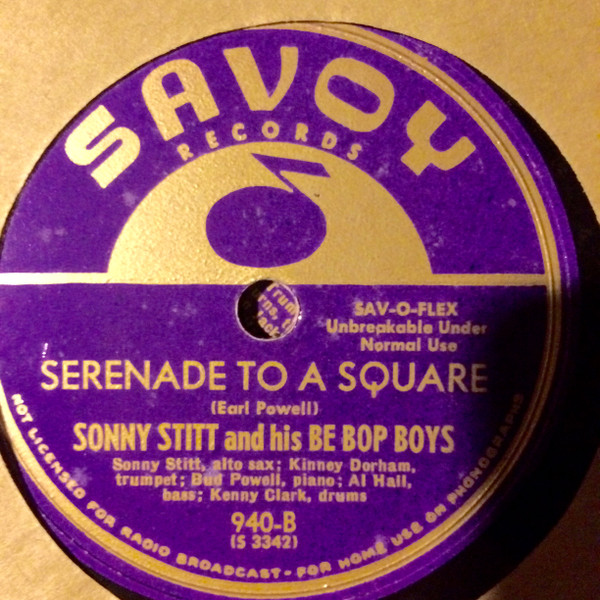 SAVOY
RECORDS
SAV-O-FLEX
Unbreakable Under
Normal Use
SERENADE TO A SQUARE
(Earl Powell)
SONNY STITT and his BE BOP BOYS
Sonny Stitt, alto sax; Kinney Dorham,
trumpet; Bud Powell, piano; Al Hall,
bass; Kenny Clark, drums
940-B
(S 3342)
NOT LICENSED FOR RADIO BROADCAST • FOR HOME USE ON PHONOGRAPHS